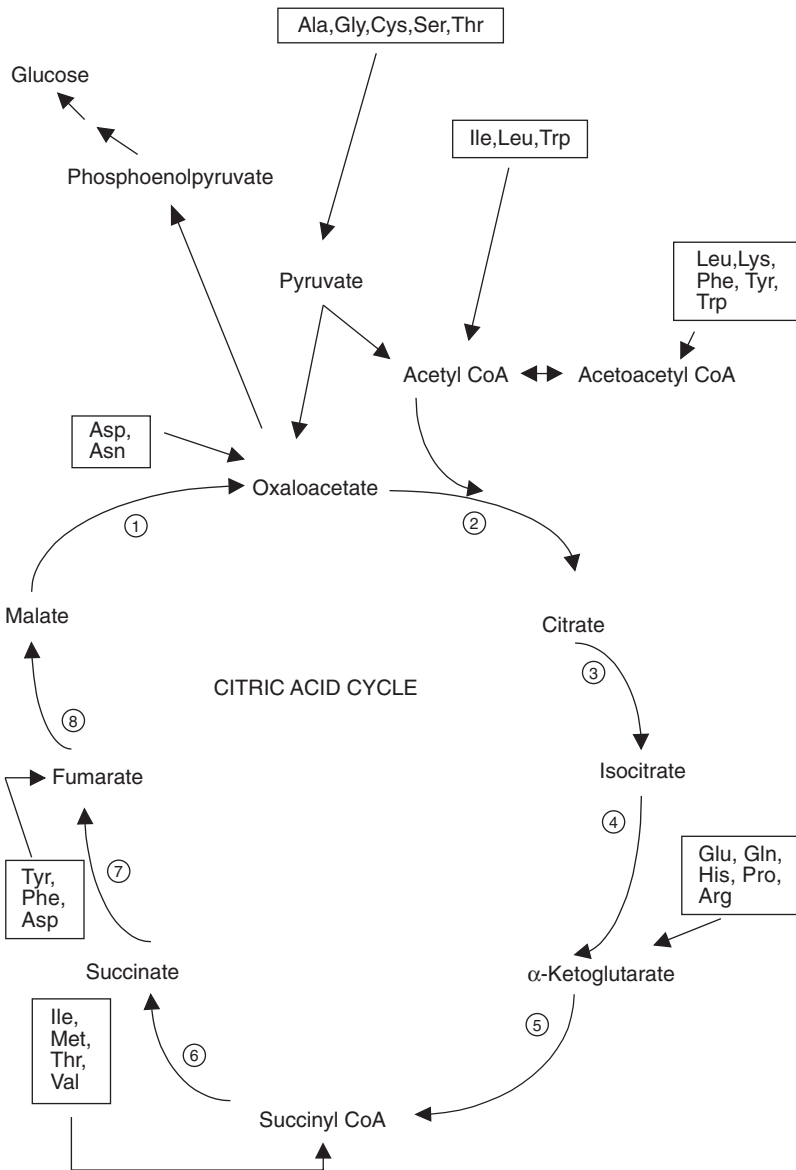 Ala,Gly,Cys,Ser,Thr
Glucose
Ile,Leu,Trp
Phosphoenolpyruvate
Leu,Lys,
Phe, Tyr,
Trp
Pyruvate
Acetyl CoA
Acetoacetyl CoA
Asp,
Asn
Oxaloacetate
1
2
Malate
Citrate
3
CITRIC ACID CYCLE
8
Fumarate
Isocitrate
4
Glu, Gln,
His, Pro,
Arg
Tyr,
Phe,
Asp
7
Succinate
α-Ketoglutarate
5
Ile,
Met,
Thr,
Val
6
Succinyl CoA